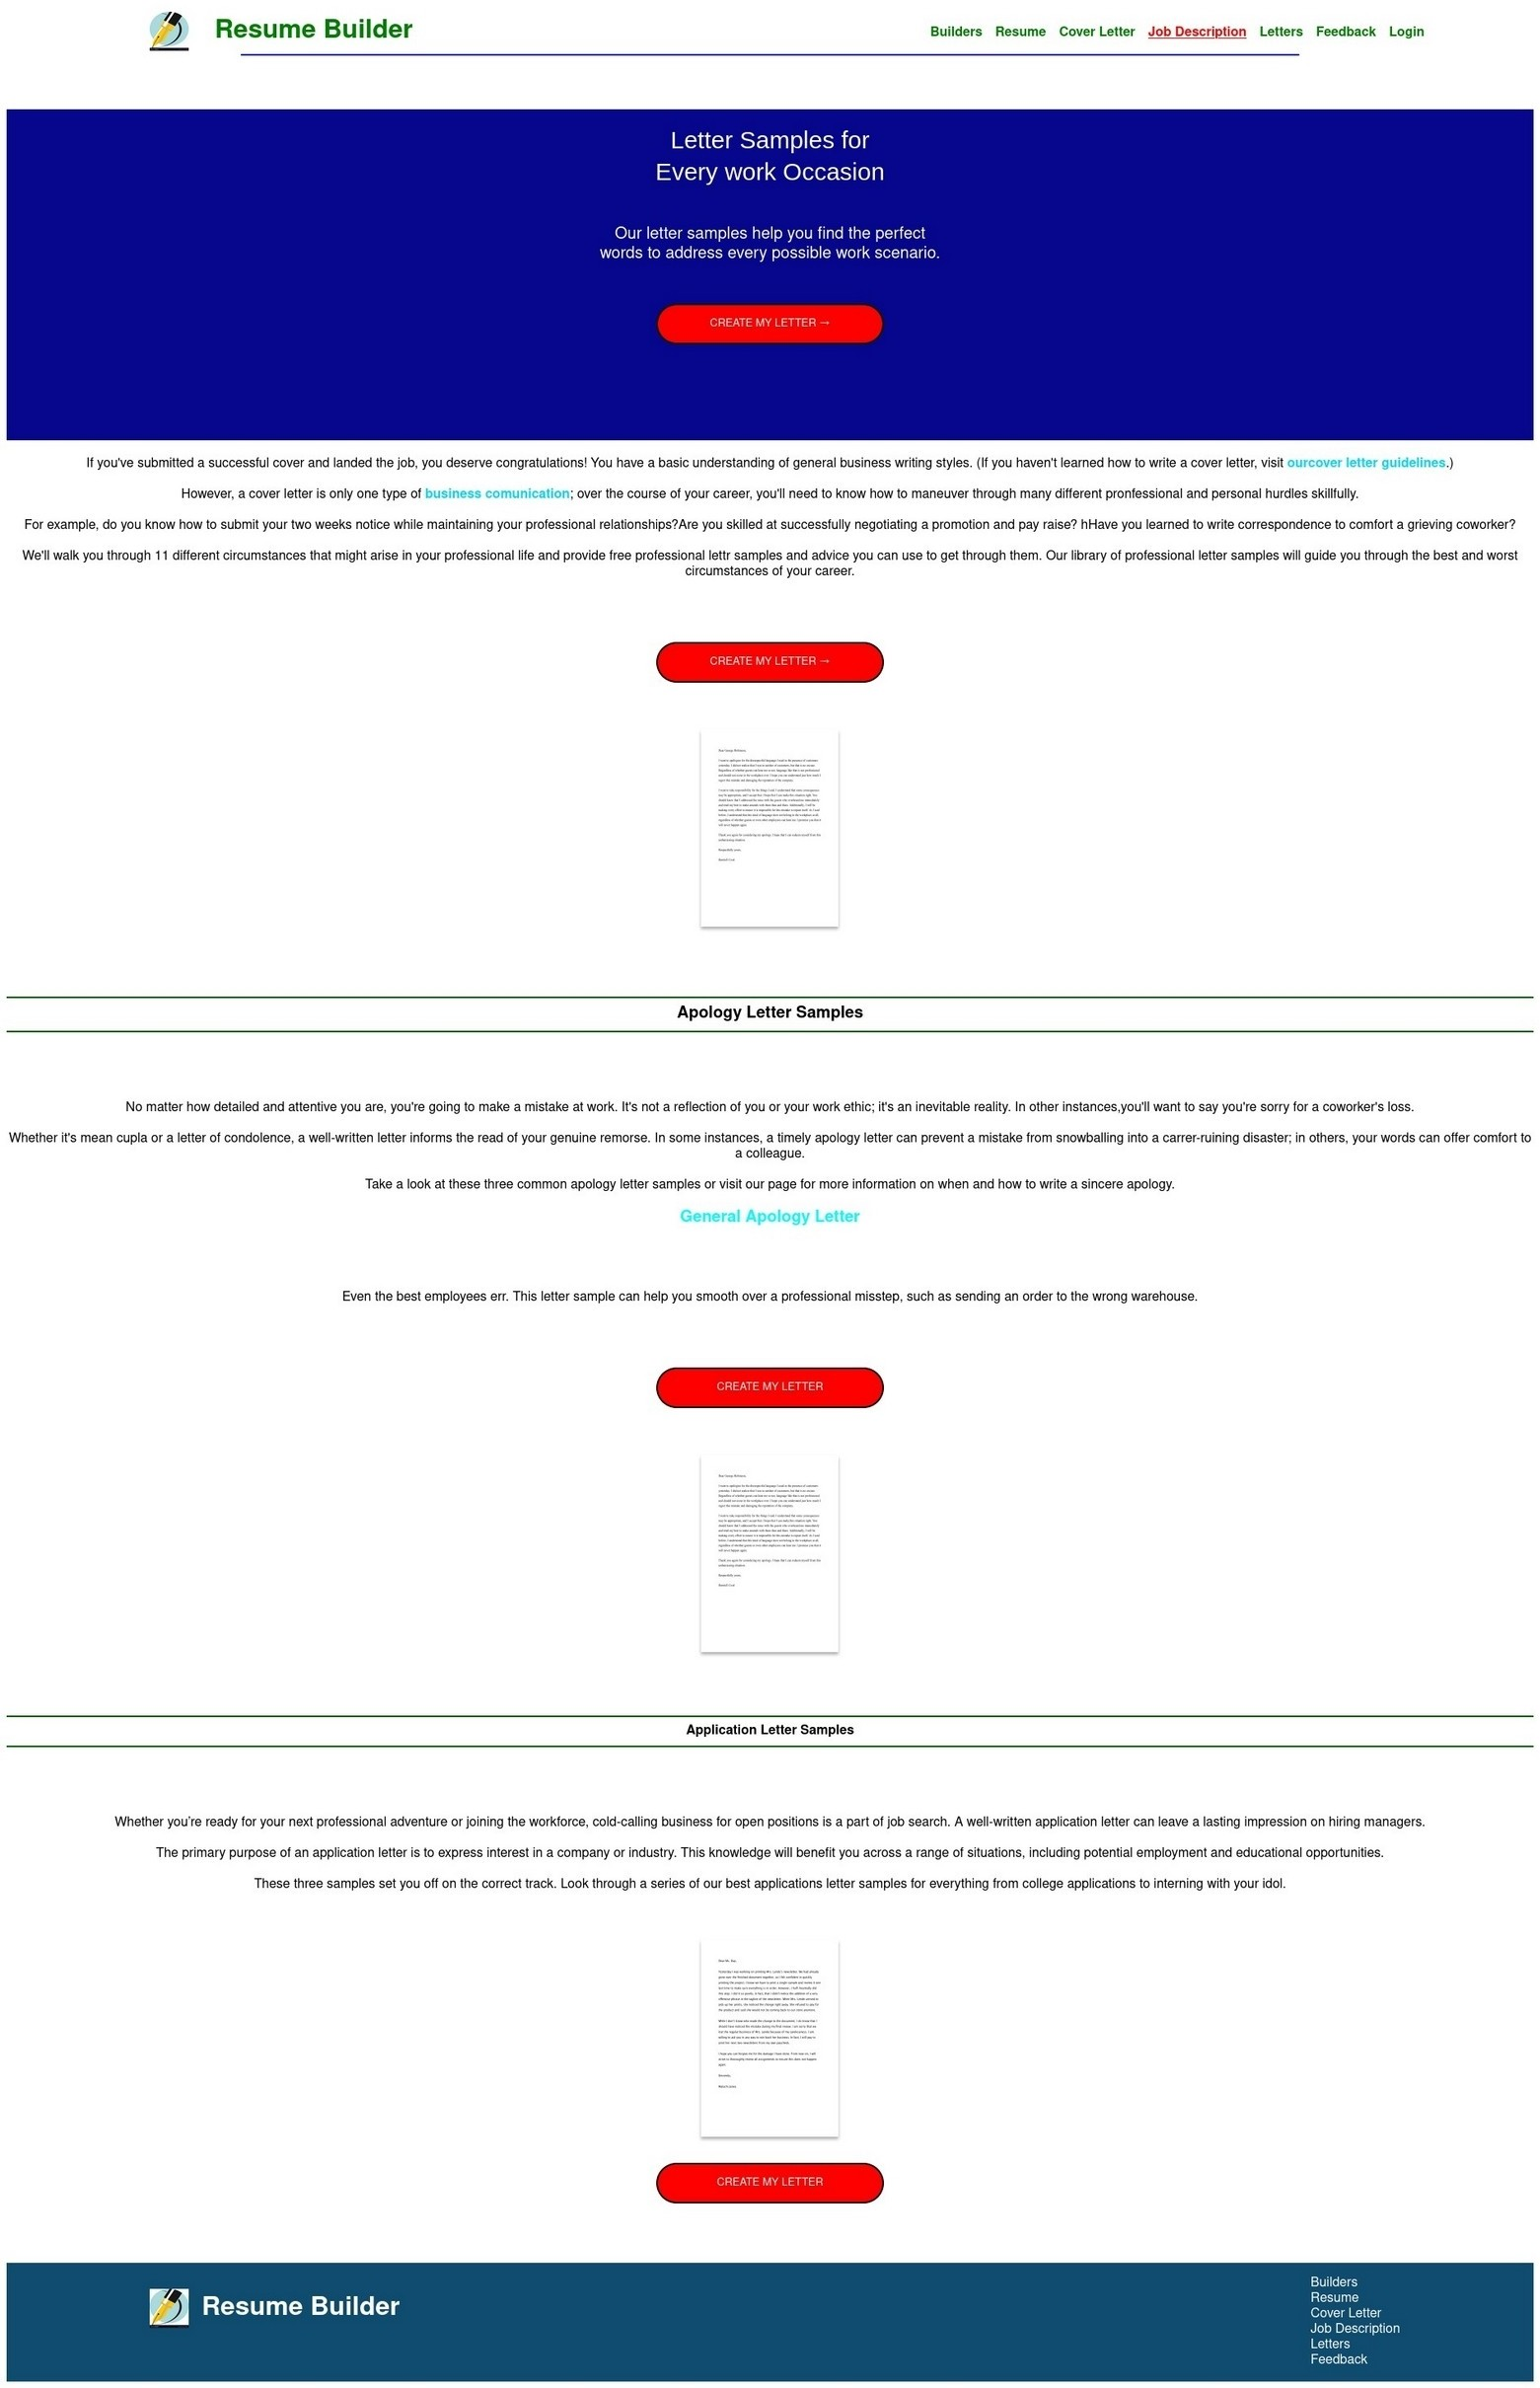 Resume Builder
Builders Resume Cover Letter Job Description Letters Feedback Login
Letter Samples for
Every work Occasion
Our letter samples help you find the perfect
words to address every possible work scenario.
CREATE MY LETTER →
If you've submitted a successful cover and landed the job, you deserve congratulations! You have a basic understanding of general business writing styles. (If you haven't learned how to write a cover letter, visit ourcover letter guidelines.)
However, a cover letter is only one type of business comunication; over the course of your career, you'll need to know how to maneuver through many different pronfessional and personal hurdles skillfully.
For example, do you know how to submit your two weeks notice while maintaining your professional relationships?Are you skilled at successfully negotiating a promotion and pay raise? hHave you learned to write correspondence to comfort a grieving coworker?
We'll walk you through 11 different circumstances that might arise in your professional life and provide free professional lettr samples and advice you can use to get through them. Our library of professional letter samples will guide you through the best and worst
circumstances of your career.
CREATE MY LETTER →
Apology Letter Samples
No matter how detailed and attentive you are, you're going to make a mistake at work. It's not a reflection of you or your work ethic; it's an inevitable reality. In other instances,you'll want to say you're sorry for a coworker's loss.
Whether it's mean cupla or a letter of condolence, a well-written letter informs the read of your genuine remorse. In some instances, a timely apology letter can prevent a mistake from snowballing into a carrer-ruining disaster; in others, your words can offer comfort to
a colleague.
Take a look at these three common apology letter samples or visit our page for more information on when and how to write a sincere apology.
General Apology Letter
Even the best employees err. This letter sample can help you smooth over a professional misstep, such as sending an order to the wrong warehouse.
CREATE MY LETTER
Application Letter Samples
Whether you're ready for your next professional adventure or joining the workforce, cold-calling business for open positions is a part of job search. A well-written application letter can leave a lasting impression on hiring managers.
The primary purpose of an application letter is to express interest in a company or industry. This knowledge will benefit you across a range of situations, including potential employment and educational opportunities.
These three samples set you off on the correct track. Look through a series of our best applications letter samples for everything from college applications to interning with your idol.
CREATE MY LETTER
Resume Builder
Builders
Resume
Cover Letter
Job Description
Letters
Feedback